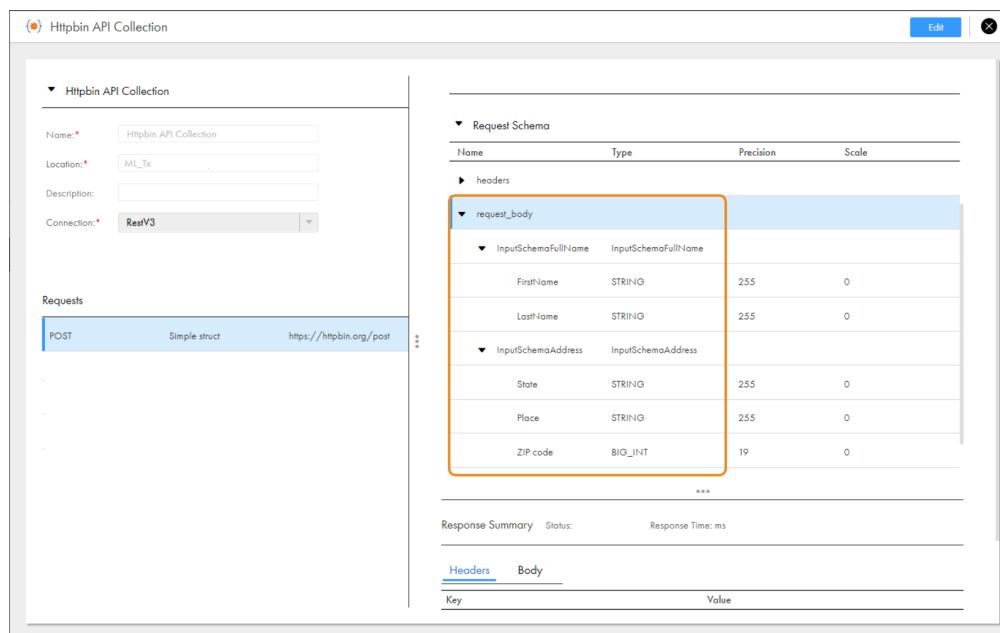 Httpbin API Collection
Edit
Httpbin API Collection
Name:* Httpbin API Collection
Location:* ML_Tx
Description:
Connection:* RestV3
Requests
POST Simple struct https://httpbin.org/post
Request Schema
Name Type Precision Scale
headers
request_body
InputSchemaFullName InputSchemaFullName
FirstName STRING 255 0
LastName STRING 255 0
InputSchemaAddress InputSchemaAddress
State STRING 255 0
Place STRING 255 0
ZIP code BIG_INT 19 0
Response Summary Status: Response Time: ms
Headers Body
Key Value